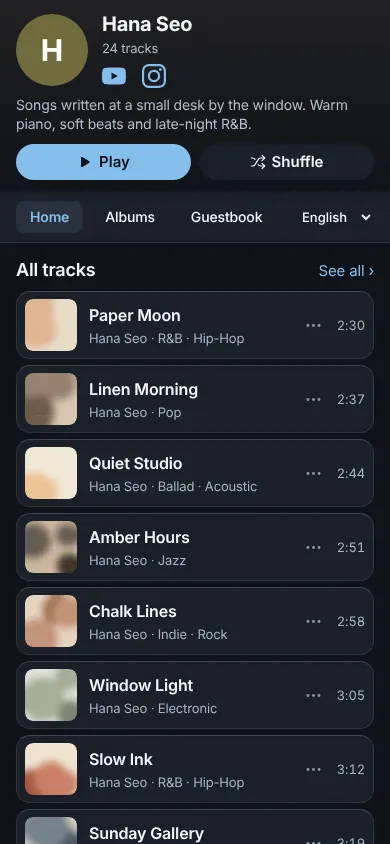 H
Hana Seo
24 tracks
Songs written at a small desk by the window. Warm
piano, soft beats and late-night R&B.
Play
Shuffle
Home
Albums
Guestbook
English
All tracks
See all ›
Paper Moon
Hana Seo · R&B · Hip-Hop
··· 2:30
Linen Morning
Hana Seo · Pop
··· 2:37
Quiet Studio
Hana Seo · Ballad · Acoustic
··· 2:44
Amber Hours
Hana Seo · Jazz
··· 2:51
Chalk Lines
Hana Seo · Indie · Rock
··· 2:58
Window Light
Hana Seo · Electronic
··· 3:05
Slow Ink
Hana Seo · R&B · Hip-Hop
··· 3:12
Sunday Gallery
··· 3:19